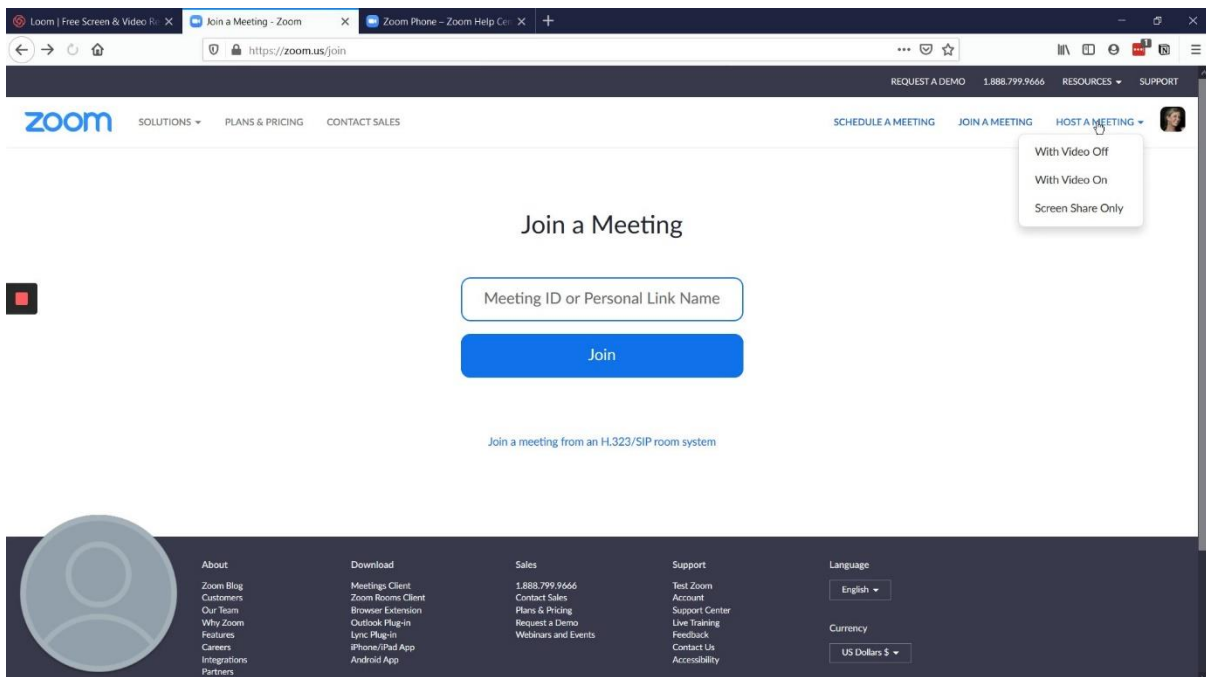 Loom | Free Screen & Video Re
Join a Meeting - Zoom
Zoom Phone – Zoom Help Cen
https://zoom.us/join
1
REQUEST A DEMO 1.888.799.9666 RESOURCES SUPPORT
zoom SOLUTIONS PLANS & PRICING CONTACT SALES SCHEDULE A MEETING JOIN A MEETING HOST A MEETING
With Video Off
With Video On
Screen Share Only
Join a Meeting
Meeting ID or Personal Link Name
Join
Join a meeting from an H.323/SIP room system
About
Zoom Blog
Customers
Our Team
Why Zoom
Features
Careers
Integrations
Partners
Download
Meetings Client
Zoom Rooms Client
Browser Extension
Outlook Plug-in
Lync Plug-in
iPhone/iPad App
Android App
Sales
1.888.799.9666
Contact Sales
Plans & Pricing
Request a Demo
Webinars and Events
Support
Test Zoom
Account
Support Center
Live Training
Feedback
Contact Us
Accessibility
Language
English
Currency
US Dollars $